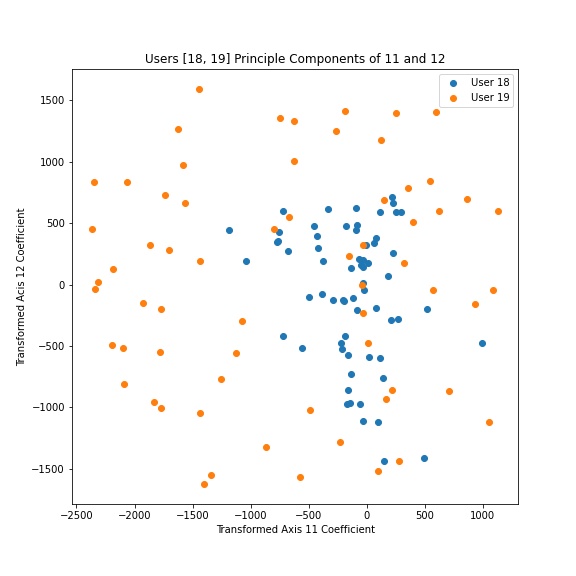 Users [18, 19] Principle Components of 11 and 12
User 18
User 19
Transformed Acis 12 Coefficient
1500
1000
500
0
−500
−1000
−1500
−2500 −2000 −1500 −1000 −500 0 500 1000
Transformed Axis 11 Coefficient